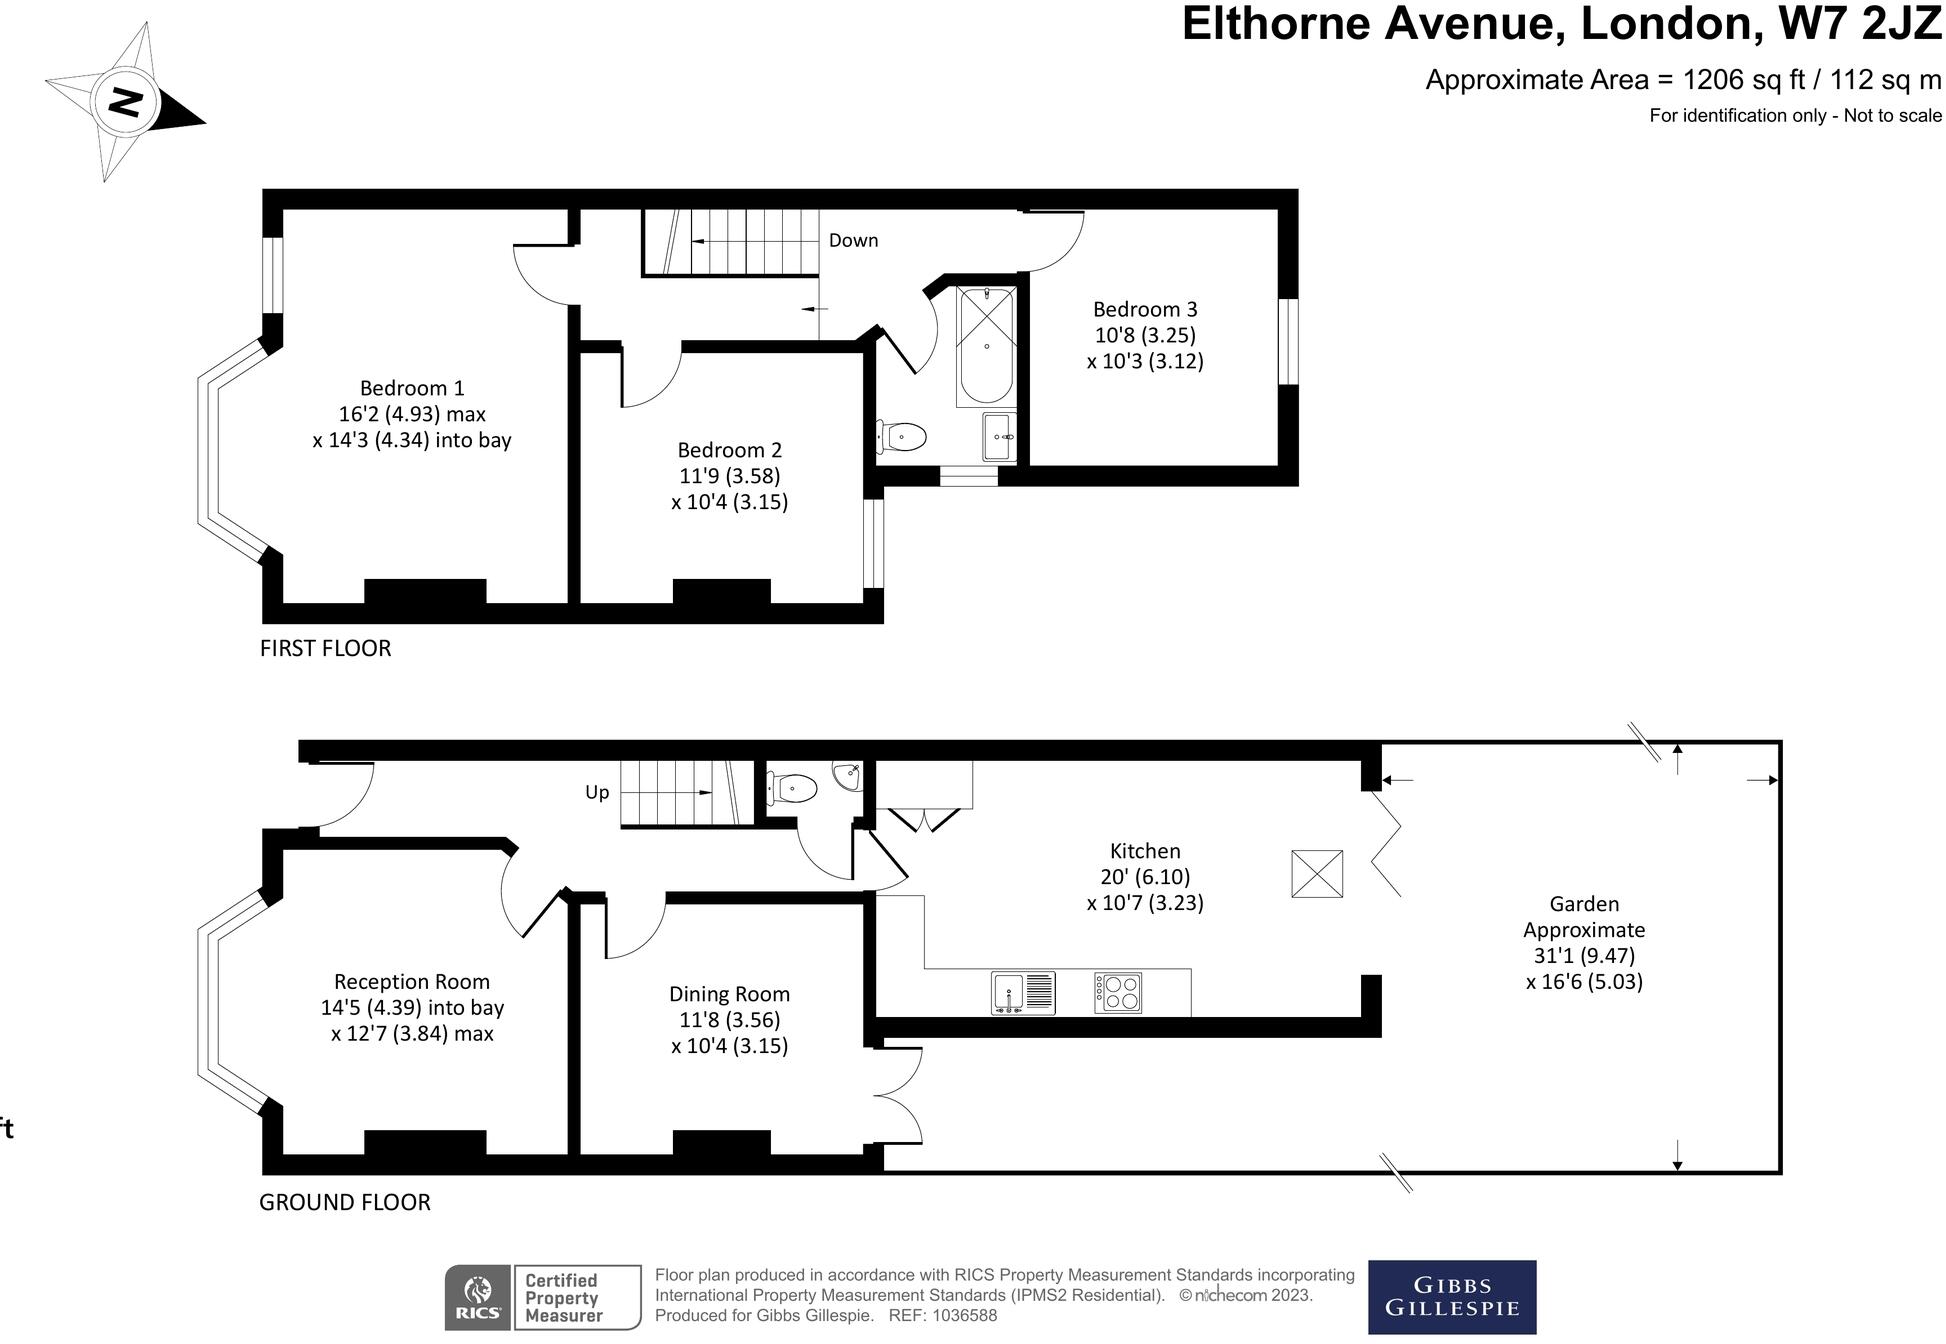 Elthorne Avenue, London, W7 2JZ
Approximate Area = 1206 sq ft / 112 sq m
For identification only - Not to scale
N
Down
Bedroom 3
10'8 (3.25)
x 10'3 (3.12)
Bedroom 1
16'2 (4.93) max
x 14'3 (4.34) into bay
Bedroom 2
11'9 (3.58)
x 10'4 (3.15)
FIRST FLOOR
Up
Kitchen
20' (6.10)
x 10'7 (3.23)
Garden
Approximate
31'1 (9.47)
x 16'6 (5.03)
Reception Room
14'5 (4.39) into bay
x 12'7 (3.84) max
Dining Room
11'8 (3.56)
x 10'4 (3.15)
ft
GROUND FLOOR
RICS
Certified
Property
Measurer
Floor plan produced in accordance with RICS Property Measurement Standards incorporating
International Property Measurement Standards (IPMS2 Residential). © nichecom 2023.
Produced for Gibbs Gillespie. REF: 1036588
GIBBS
GILLESPIE